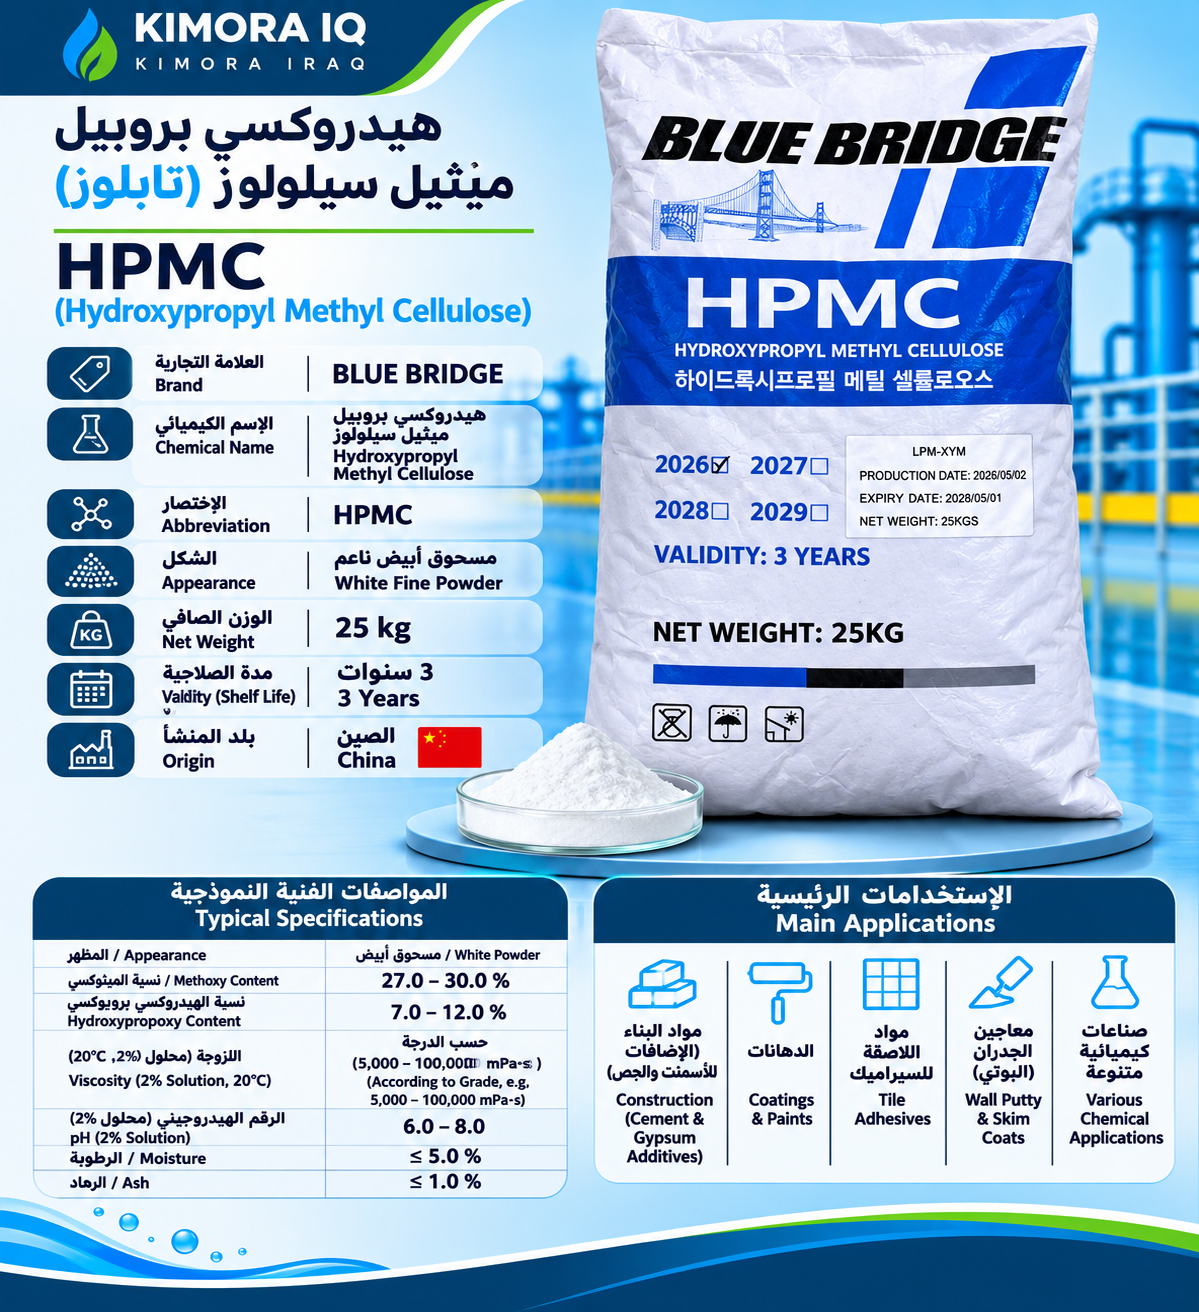 KIMORA IQ
KIMORA IRAQ
هيدروكسي بروبيل
ميُثيل سيلولوز (تابلوز)
HPMC
(Hydroxypropyl Methyl Cellulose)
العلامة التجارية
Brand
BLUE BRIDGE
الإسم الكيميائي
Chemical Name
هيدروكسي بروبيل
ميثيل سيلولوز
Hydroxypropyl
Methyl Cellulose
الإختصار
Abbreviation
HPMC
الشكل
Appearance
مسحوق أبيض ناعم
White Fine Powder
الوزن الصافي
Net Weight
KG
25 kg
مدة الصلاحية
Valdity (Shelf Life)
3 سنوات
3 Years
بلد المنشأ
Origin
الصين
China
BLUE BRIDGE
HPMC
HYDROXYPROPYL METHYL CELLULOSE
하이드록시프로필 메틸 셀룰로오스
2026 2027
2028 2029
LPM-XYM
PRODUCTION DATE: 2026/05/02
EXPIRY DATE: 2028/05/01
NET WEIGHT: 25KGS
VALIDITY: 3 YEARS
NET WEIGHT: 25KG
المواصفات الفنية النموذجية
Typical Specifications
المظهر / Appearance
مسحوق أبيض / White Powder
نسبة الميثوكسي / Methoxy Content
27.0 – 30.0 %
نسبة الهيدروكسي برويوكسي
Hydroxypropoxy Content
7.0 – 12.0 %
اللزوجة (محلول 2%, 20°C)
Viscosity (2% Solution, 20°C)
حسب الدرجة
(5,000 – mPa·s)
(According to Grade, e.g,
5,000 – 100,000 mPa·s)
الرقم الهيدروجيني (محلول 2%)
pH (2% Solution)
6.0 – 8.0
الرطوبة / Moisture
≤ 5.0 %
الرهاد / Ash
≤ 1.0 %
الإستخدامات الرئيسية
Main Applications
مواد البناء
(الإضافات
للأسمنت والجص)
Construction
(Cement &
Gypsum
Additives)
الدهانات
Coatings
& Paints
مواد
اللاصقة
للسيراميك
Tile
Adhesives
معاجين
الجدران
(البوتي)
Wall Putty
& Skim
Coats
صناعات
كيميائية
متنوعة
Various
Chemical
Applications